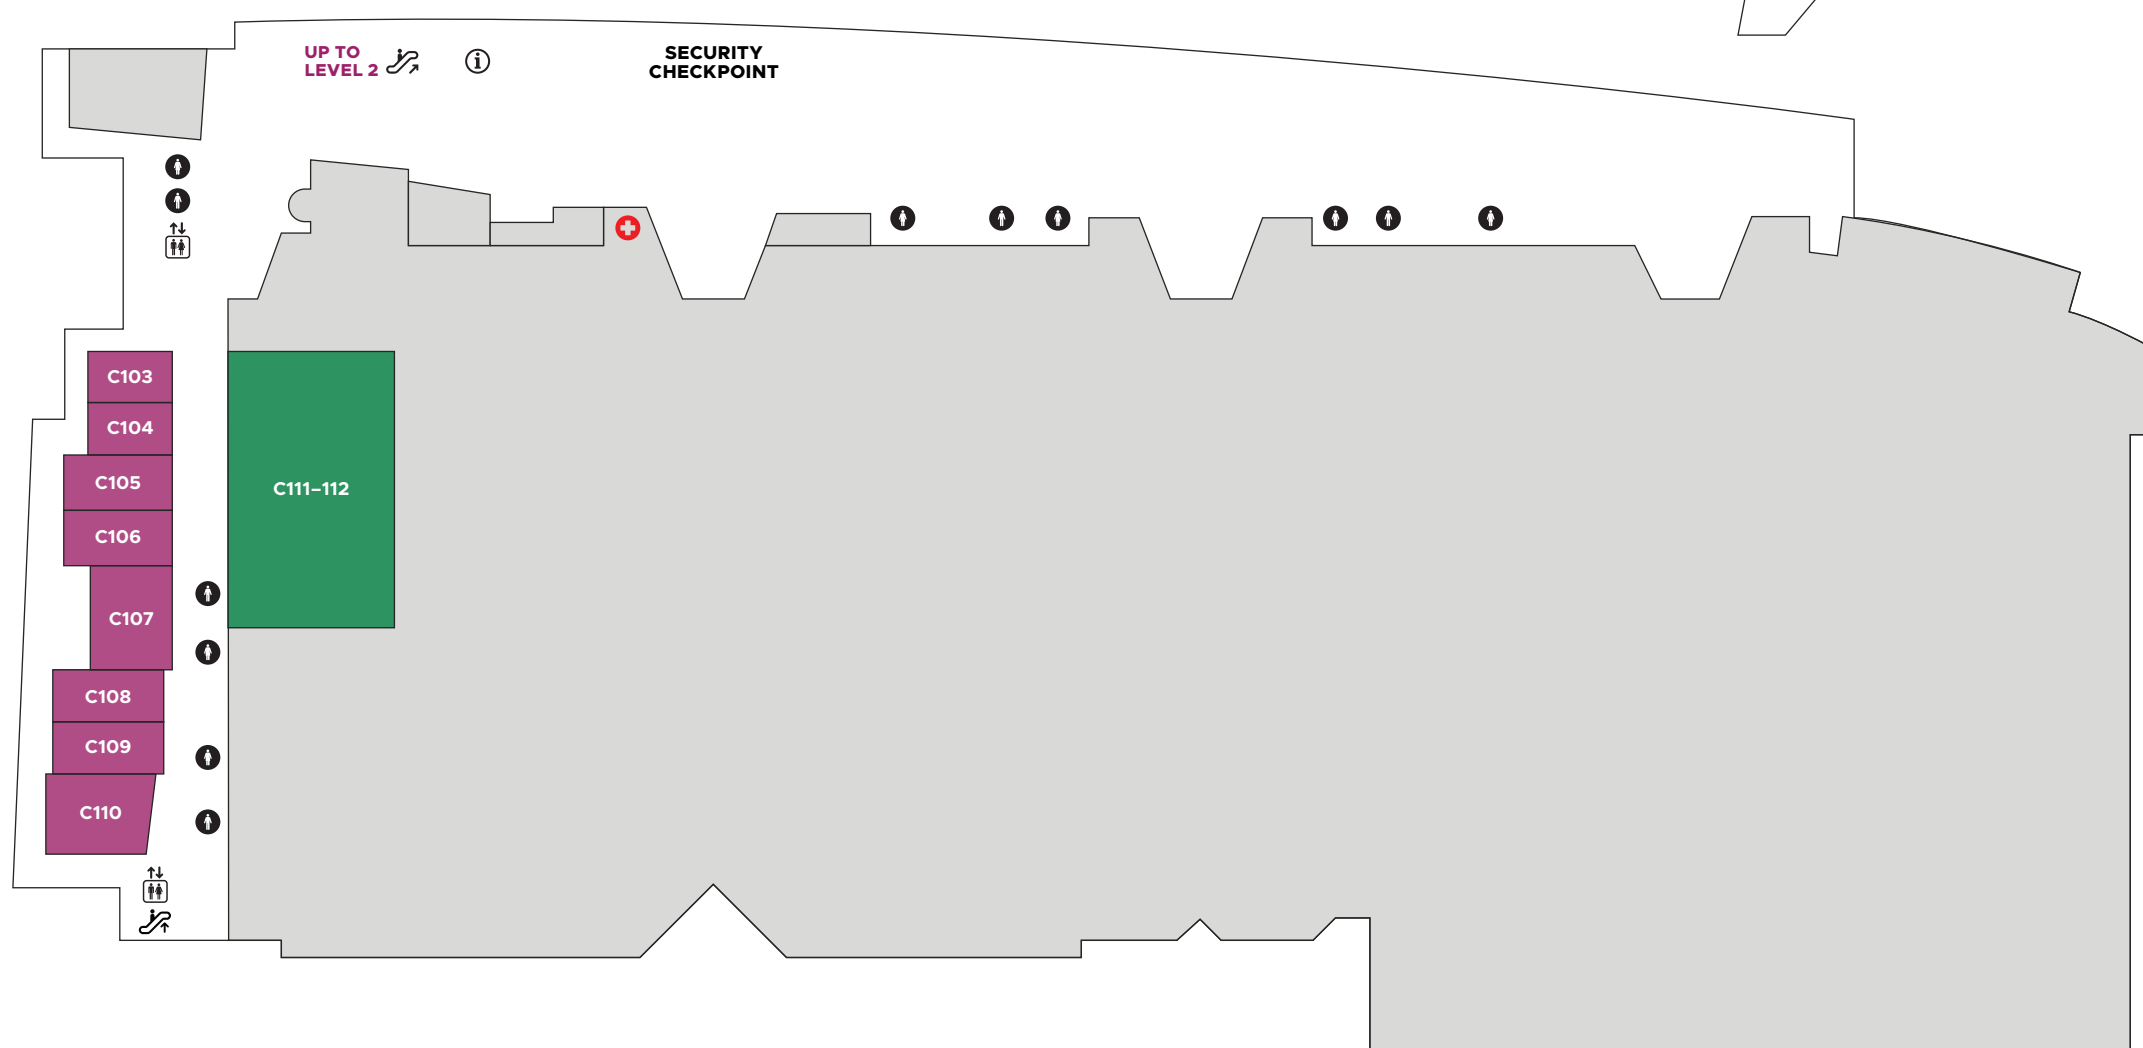 UP TO
LEVEL 2
SECURITY
CHECKPOINT
C103
C104
C105
C111–112
C106
C107
C108
C109
C110